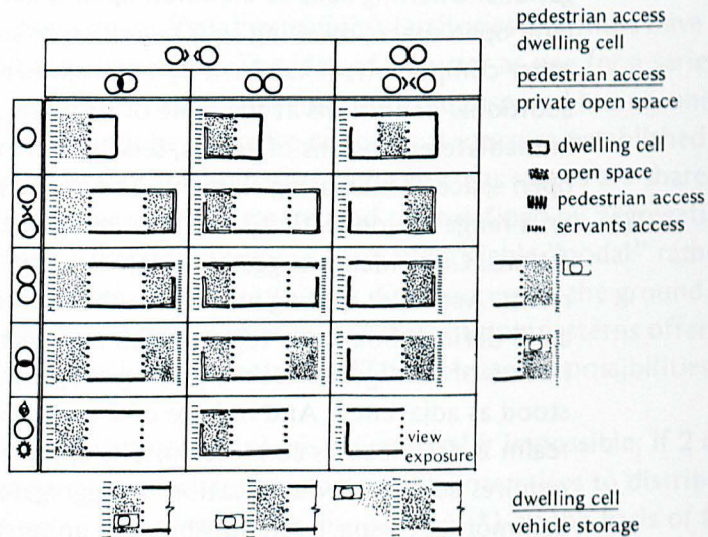 pedestrian access
dwelling cell
pedestrian access
private open space
dwelling cell
open space
pedestrian access
servants access
view
exposure
dwelling cell
vehicle storage